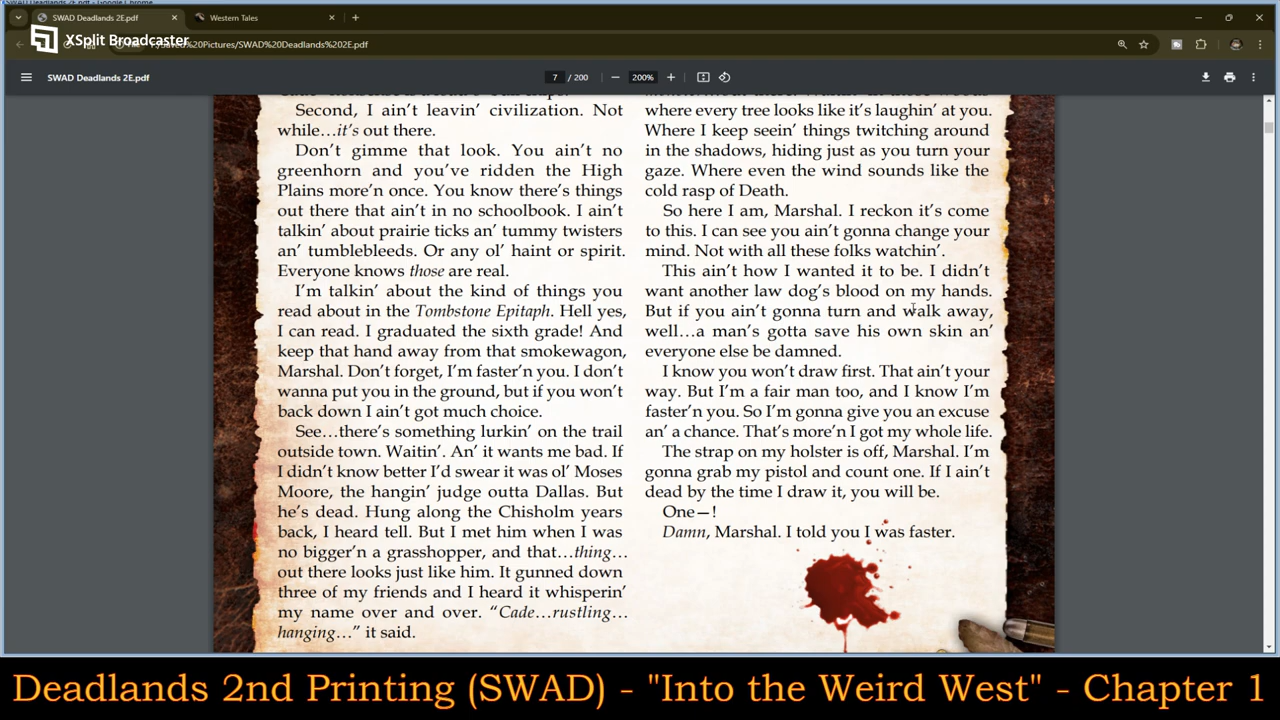 SWAD Deadlands 2E.pdf
Western Tales
XSplit Broadcaster
SWAD Deadlands 2E.pdf
7 / 200
200%
Second, I ain’t leavin’ civilization. Not
while…it’s out there.
Don’t gimme that look. You ain’t no
greenhorn and you’ve ridden the High
Plains more’n once. You know there’s things
out there that ain’t in no schoolbook. I ain’t
talkin’ about prairie ticks an’ tummy twisters
an’ tumblebleeds. Or any ol’ haint or spirit.
Everyone knows those are real.
I’m talkin’ about the kind of things you
read about in the Tombstone Epitaph. Hell yes,
I can read. I graduated the sixth grade! And
keep that hand away from that smokewagon,
Marshal. Don’t forget, I’m faster’n you. I don’t
wanna put you in the ground, but if you won’t
back down I ain’t got much choice.
See…there’s something lurkin’ on the trail
outside town. Waitin’. An’ it wants me bad. If
I didn’t know better I’d swear it was ol’ Moses
Moore, the hangin’ judge outta Dallas. But
he’s dead. Hung along the Chisholm years
back, I heard tell. But I met him when I was
no bigger’n a grasshopper, and that…thing…
out there looks just like him. It gunned down
three of my friends and I heard it whisperin’
my name over and over. “Cade…rustling…
hanging…” it said.
where every tree looks like it’s laughin’ at you.
Where I keep seein’ things twitching around
in the shadows, hiding just as you turn your
gaze. Where even the wind sounds like the
cold rasp of Death.
So here I am, Marshal. I reckon it’s come
to this. I can see you ain’t gonna change your
mind. Not with all these folks watchin’.
This ain’t how I wanted it to be. I didn’t
want another law dog’s blood on my hands.
But if you ain’t gonna turn and walk away,
well…a man’s gotta save his own skin an’
everyone else be damned.
I know you won’t draw first. That ain’t your
way. But I’m a fair man too, and I know I’m
faster’n you. So I’m gonna give you an excuse
an’ a chance. That’s more’n I got my whole life.
The strap on my holster is off, Marshal. I’m
gonna grab my pistol and count one. If I ain’t
dead by the time I draw it, you will be.
One—!
Damn, Marshal. I told you I was faster.
Deadlands 2nd Printing (SWAD) - "Into the Weird West" - Chapter 1